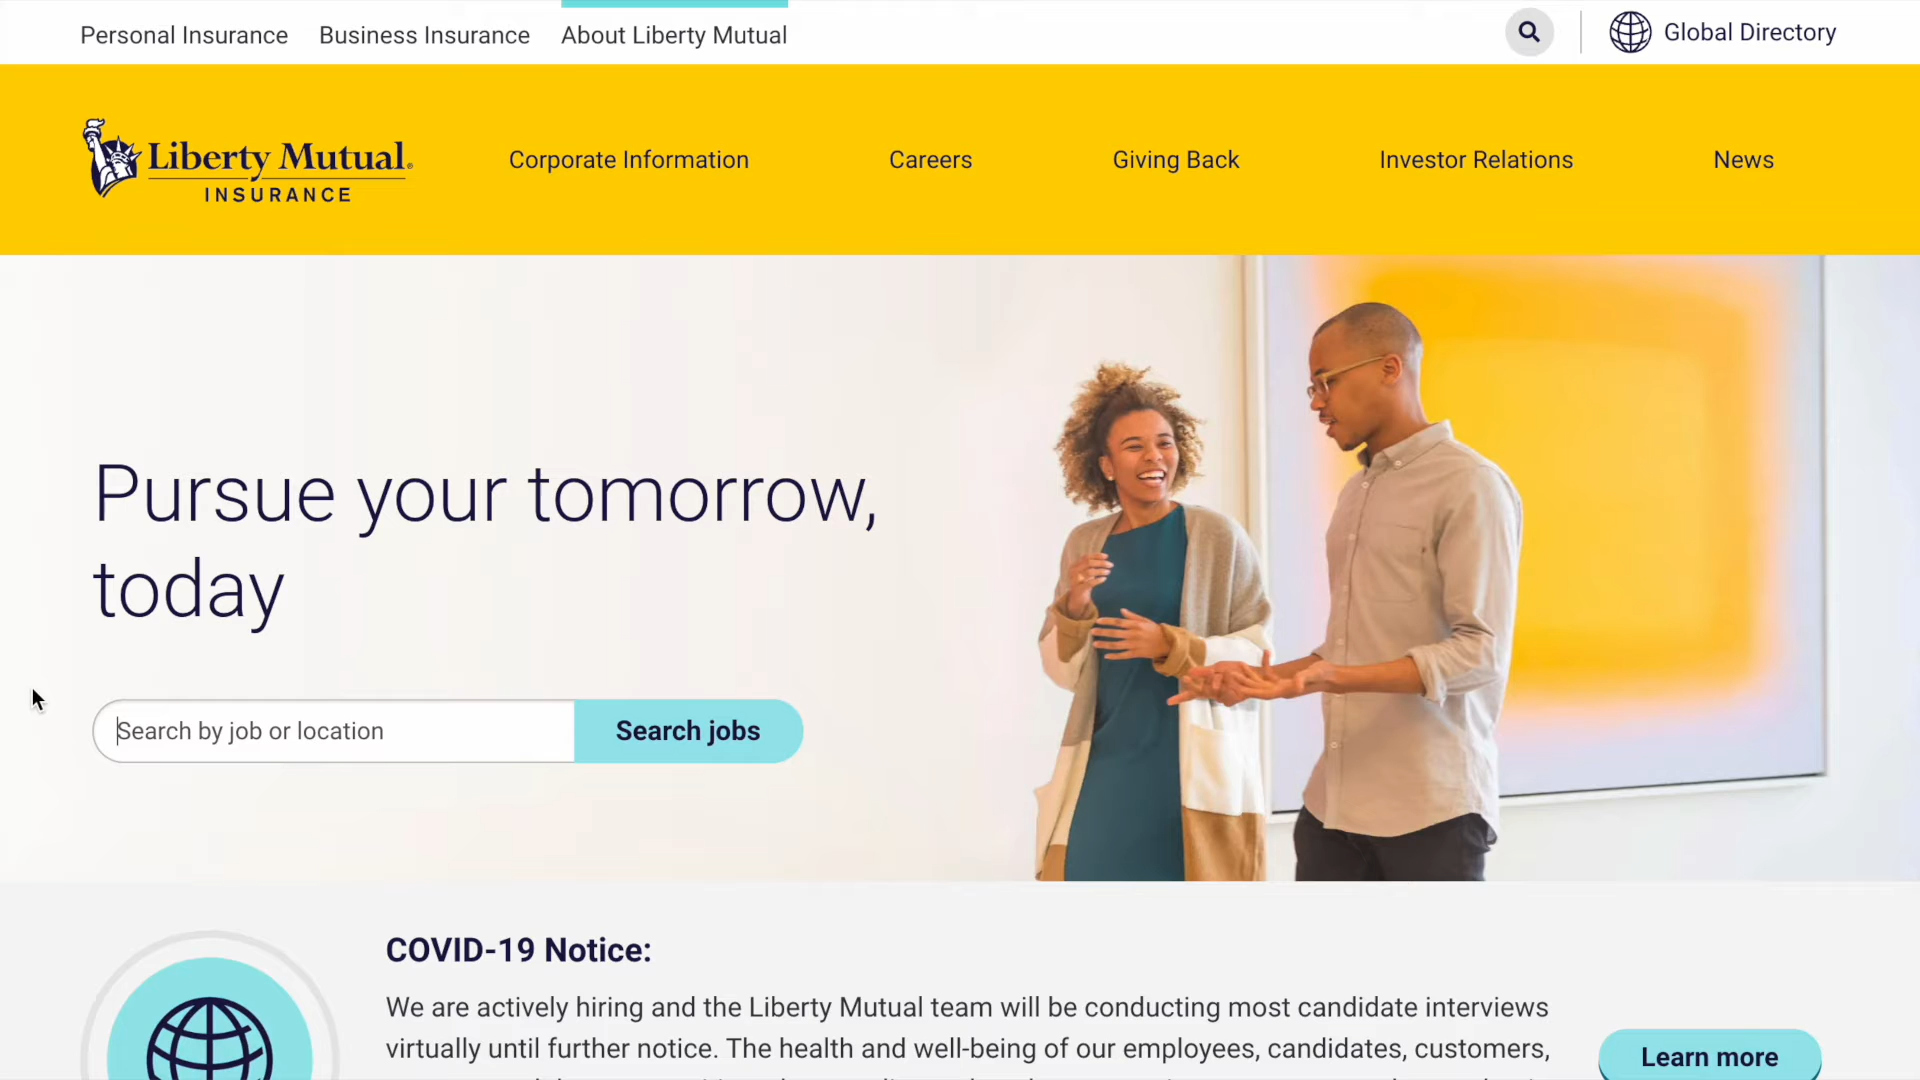 Personal Insurance Business Insurance About Liberty Mutual Global Directory
Liberty Mutual®
INSURANCE
Corporate Information Careers Giving Back Investor Relations News
Pursue your tomorrow,
today
Search by job or location Search jobs
COVID-19 Notice:
We are actively hiring and the Liberty Mutual team will be conducting most candidate interviews
virtually until further notice. The health and well-being of our employees, candidates, customers,
Learn more